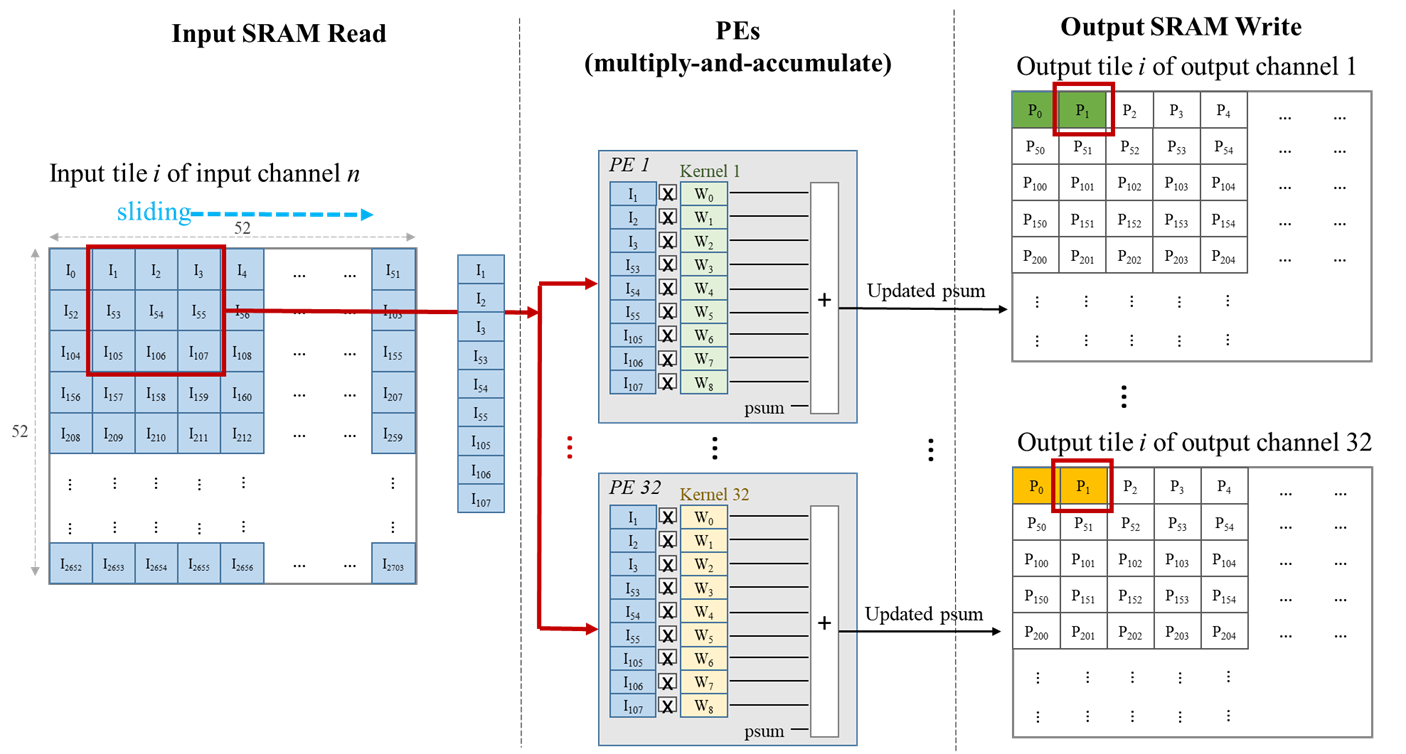 Input SRAM Read
PEs
(multiply-and-accumulate)
Output SRAM Write
Input tile i of input channel n
sliding
52
52
I0 I1 I2 I3 I4 ... ... I51
I52 I53 I54 I55 I56 ... ... I103
I104 I105 I106 I107 I108 ... ... I155
I156 I157 I158 I159 I160 ... ... I207
I208 I209 I210 I211 I212 ... ... I259
⋮ ⋮ ⋮ ⋮ ⋮ ⋮
⋮ ⋮ ⋮ ⋮ ⋮ ⋮
I2652 I2653 I2654 I2655 I2656 ... ... I2703
I1
I2
I3
I53
I54
I55
I105
I106
I107
PE 1
Kernel 1
I1 X W0
I2 X W1
I3 X W2
I53 X W3
I54 X W4
I55 X W5
I105 X W6
I106 X W7
I107 X W8
psum
+
Updated psum
⋮ ⋮ ⋮
PE 32
Kernel 32
I1 X W0
I2 X W1
I3 X W2
I53 X W3
I54 X W4
I55 X W5
I105 X W6
I106 X W7
I107 X W8
psum
+
Updated psum
Output tile i of output channel 1
P0 P1 P2 P3 P4 ... ...
P50 P51 P52 P53 P54 ... ...
P100 P101 P102 P103 P104 ... ...
P150 P151 P152 P153 P154 ... ...
P200 P201 P202 P203 P204 ... ...
⋮ ⋮ ⋮ ⋮ ⋮
⋮ ⋮ ⋮ ⋮ ⋮
⋮
Output tile i of output channel 32
P0 P1 P2 P3 P4 ... ...
P50 P51 P52 P53 P54 ... ...
P100 P101 P102 P103 P104 ... ...
P150 P151 P152 P153 P154 ... ...
P200 P201 P202 P203 P204 ... ...
⋮ ⋮ ⋮ ⋮ ⋮
⋮ ⋮ ⋮ ⋮ ⋮